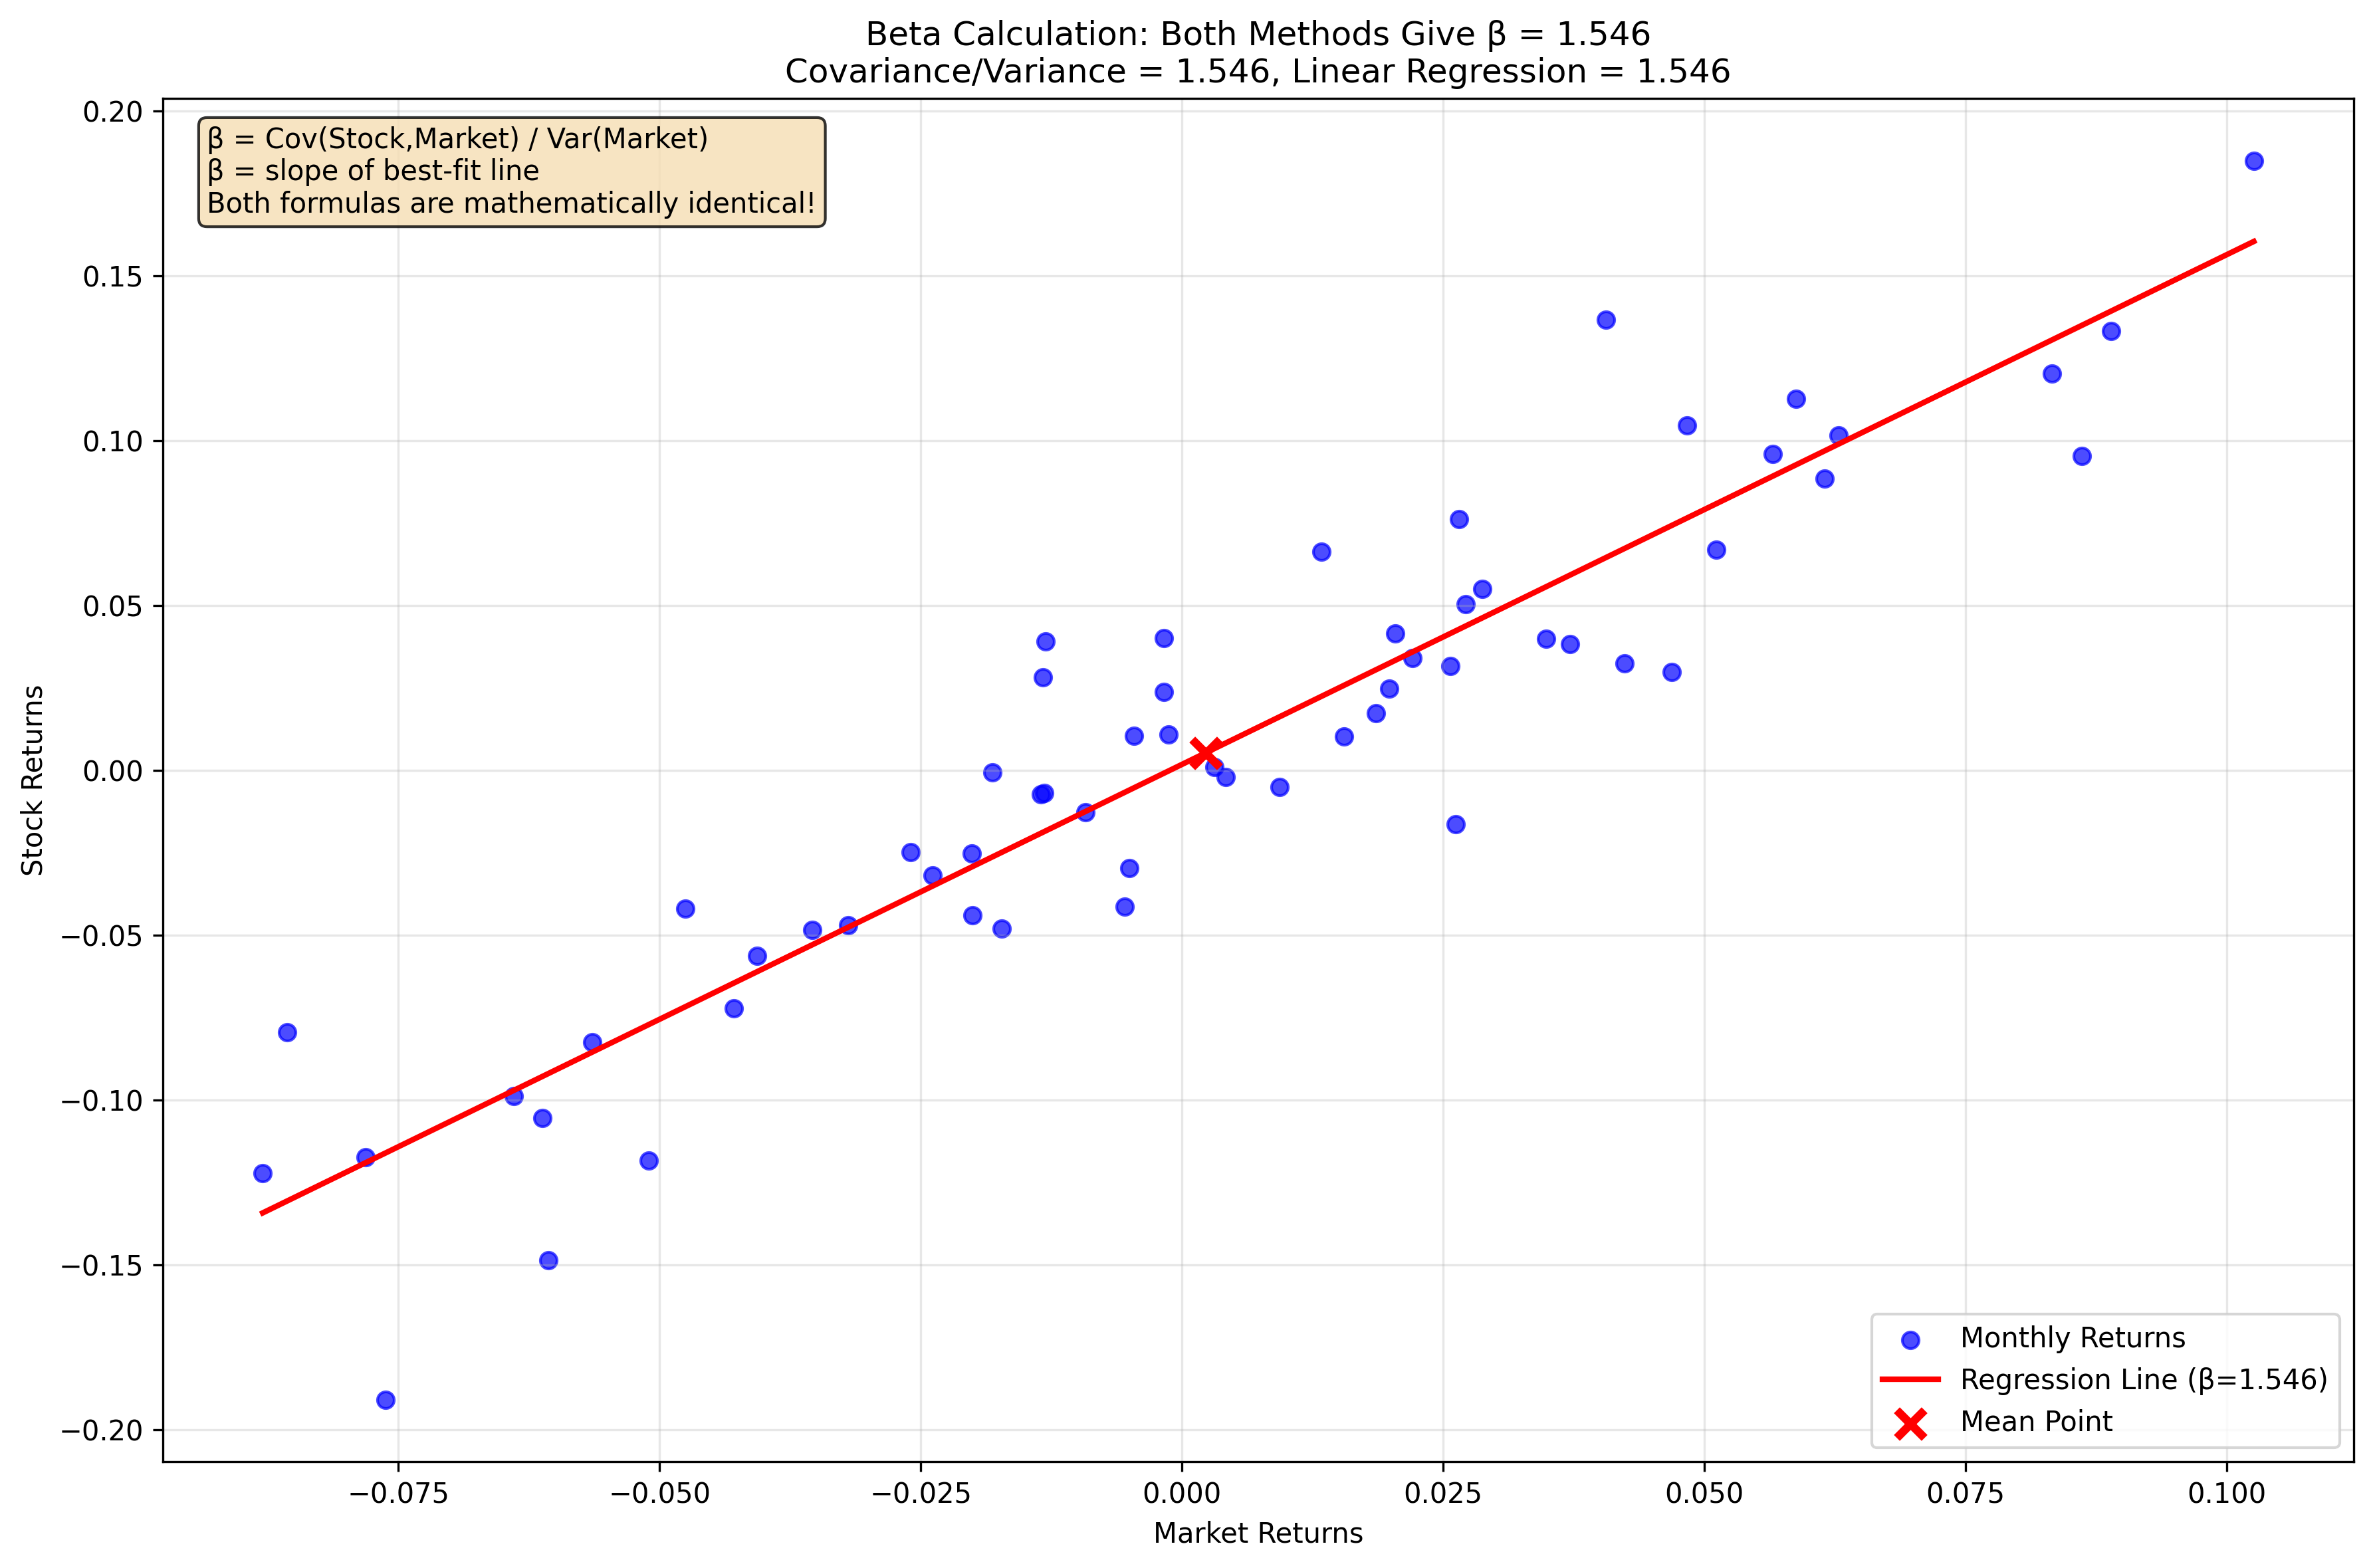 Beta Calculation: Both Methods Give β = 1.546
Covariance/Variance = 1.546, Linear Regression = 1.546
β = Cov(Stock,Market) / Var(Market)
β = slope of best-fit line
Both formulas are mathematically identical!
Stock Returns
0.20
0.15
0.10
0.05
0.00
−0.05
−0.10
−0.15
−0.20
Monthly Returns
Regression Line (β=1.546)
Mean Point
−0.075
−0.050
−0.025
0.000
0.025
0.050
0.075
0.100
Market Returns